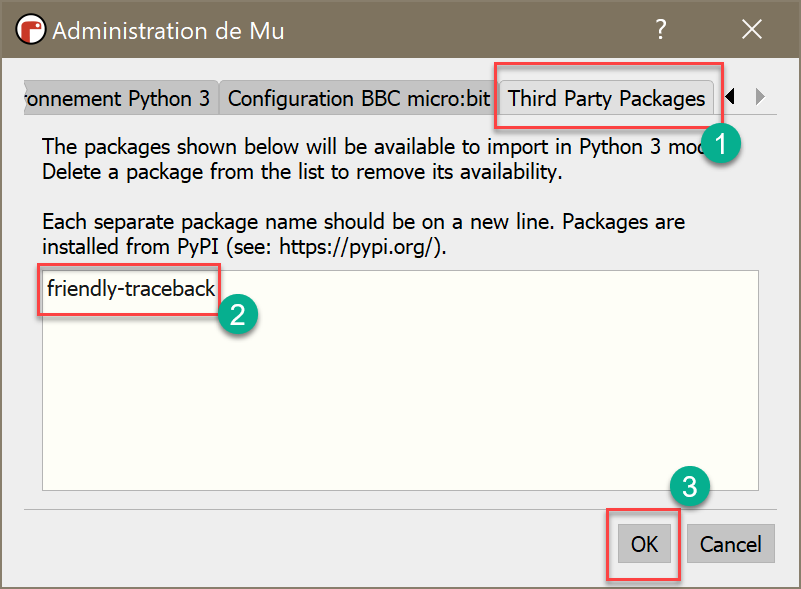 Administration de Mu
?
onnement Python 3 Configuration BBC micro:bit Third Party Packages
1
The packages shown below will be available to import in Python 3 mo
Delete a package from the list to remove its availability.
Each separate package name should be on a new line. Packages are
installed from PyPI (see: https://pypi.org/).
friendly-traceback
2
3
OK Cancel